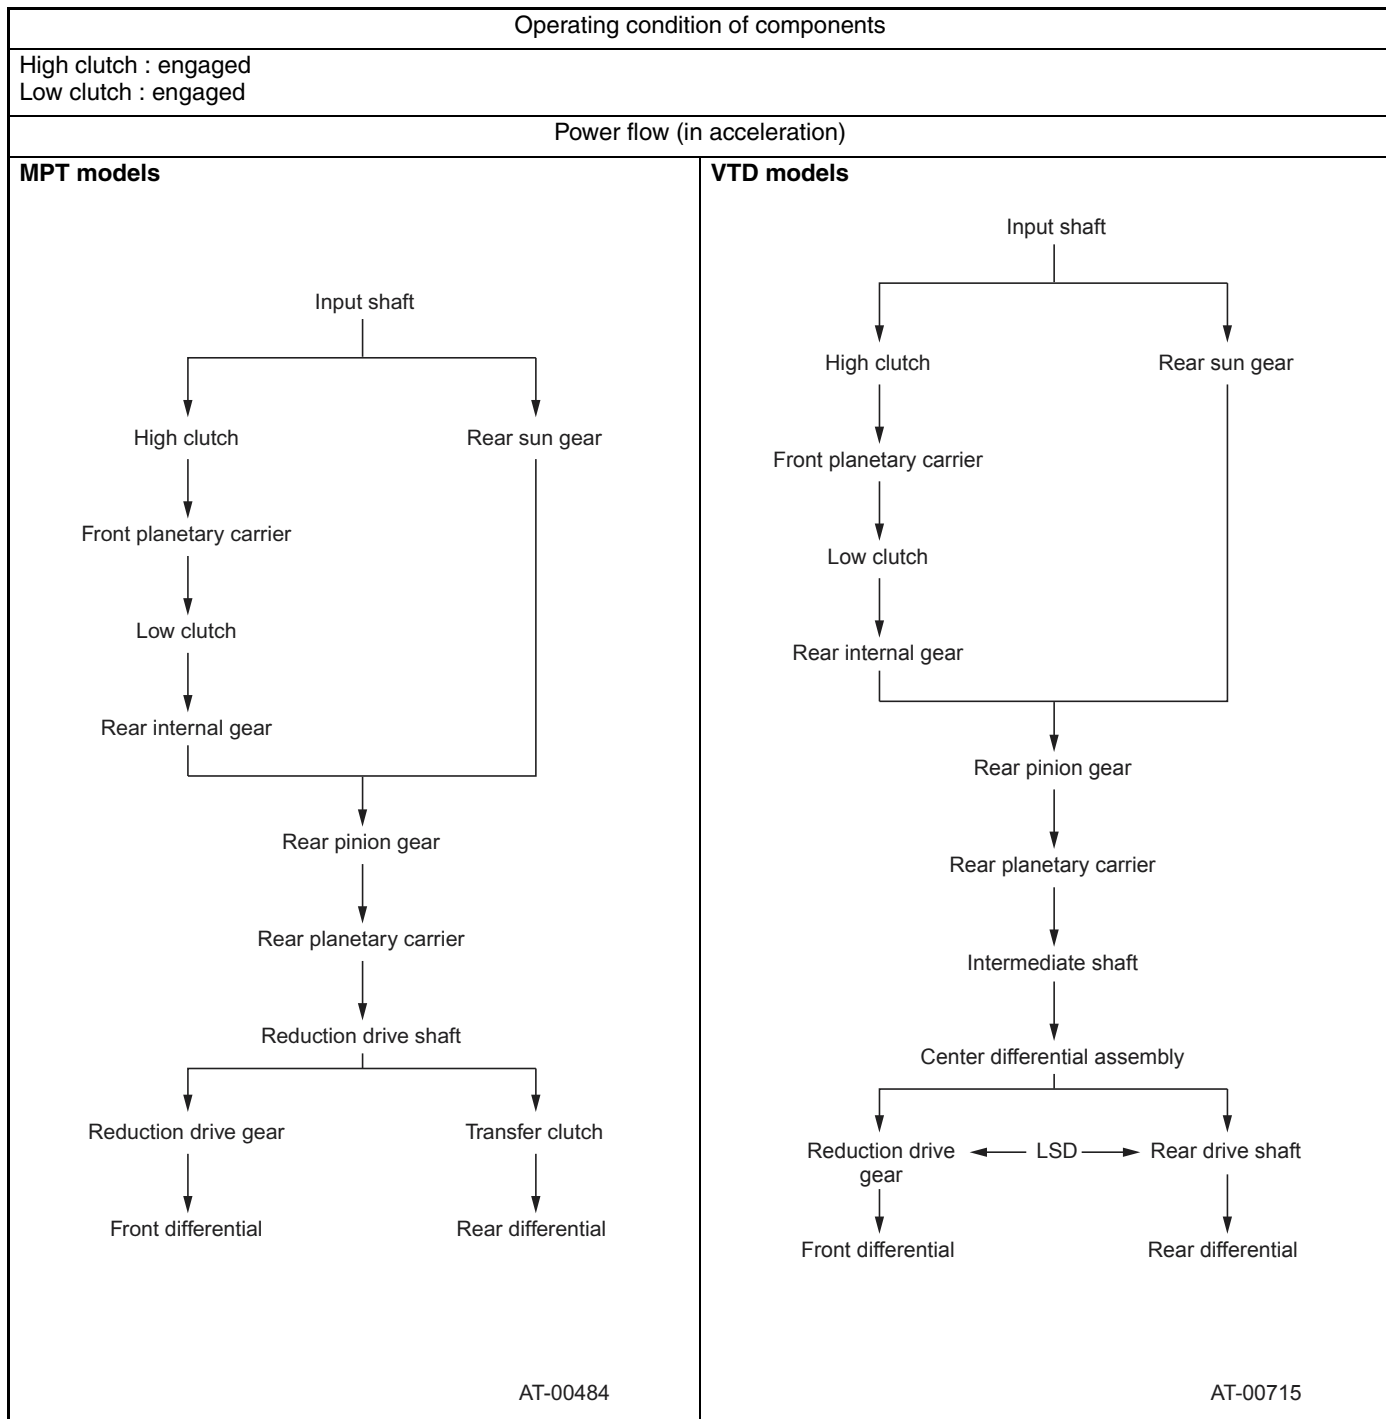 Operating condition of components
High clutch : engaged
Low clutch : engaged
Power flow (in acceleration)
MPT models
Input shaft
High clutch
Rear sun gear
Front planetary carrier
Low clutch
Rear internal gear
Rear pinion gear
Rear planetary carrier
Reduction drive shaft
Reduction drive gear
Transfer clutch
Front differential
Rear differential
AT-00484
VTD models
Input shaft
High clutch
Rear sun gear
Front planetary carrier
Low clutch
Rear internal gear
Rear pinion gear
Rear planetary carrier
Intermediate shaft
Center differential assembly
Reduction drive
gear
LSD
Rear drive shaft
Front differential
Rear differential
AT-00715